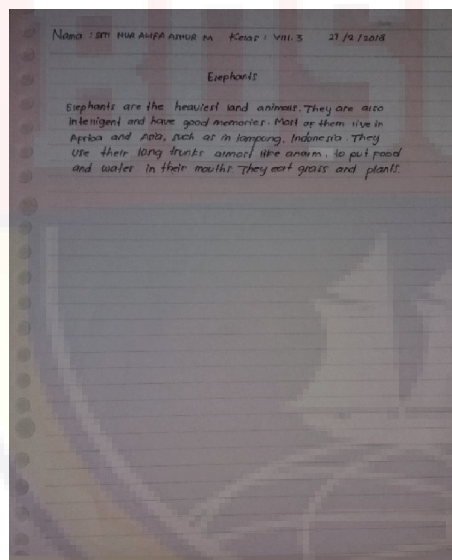 Nama : SITI NUR ALIFA AINUR M Kelas : VIII. 3 27 / 2 / 2018
Elephants
Elephants are the heaviest land animals. They are also
intelligent and have good memories. Most of them live in
Africa and Asia, such as in lampung, Indonesia. They
use their long trunks almost like an arm, to put food
and water in their mouths. They eat grass and plants.